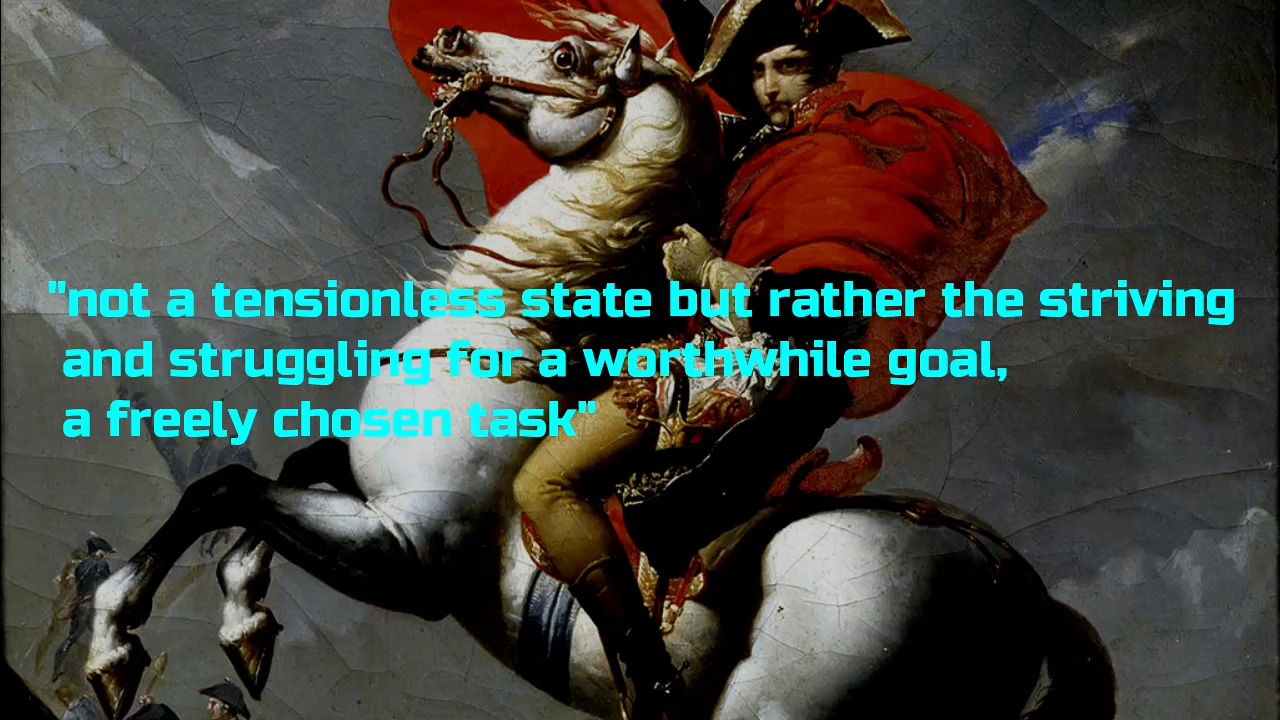 "not a tensionless state but rather the striving
and struggling for a worthwhile goal,
a freely chosen task"